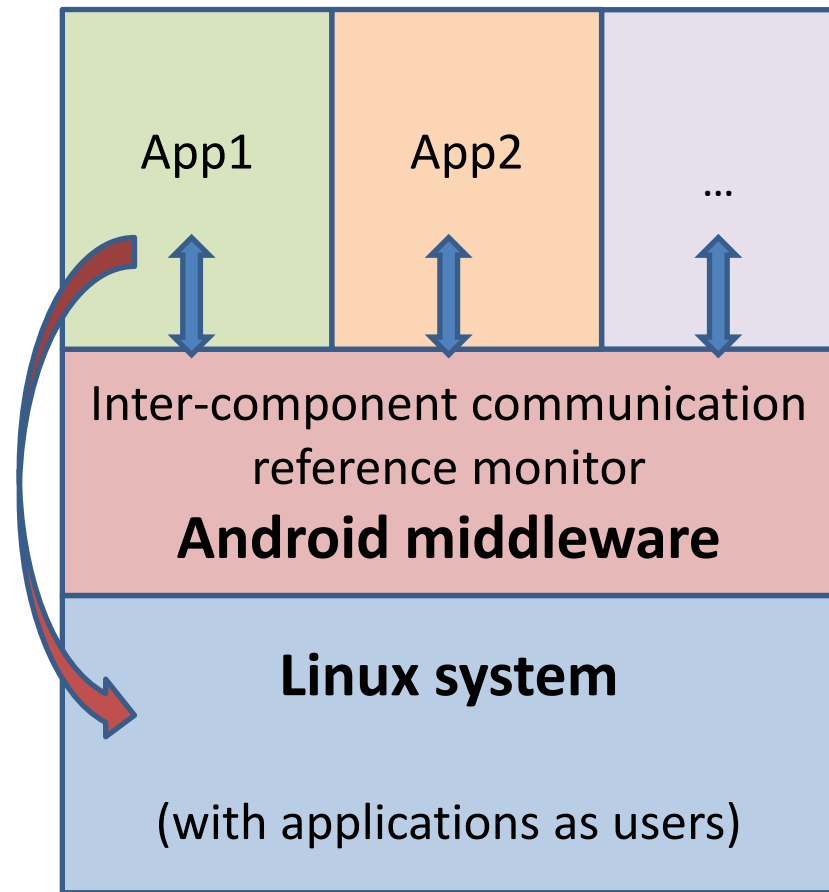 App1
App2
...
Inter-component communication
reference monitor
Android middleware
Linux system
(with applications as users)